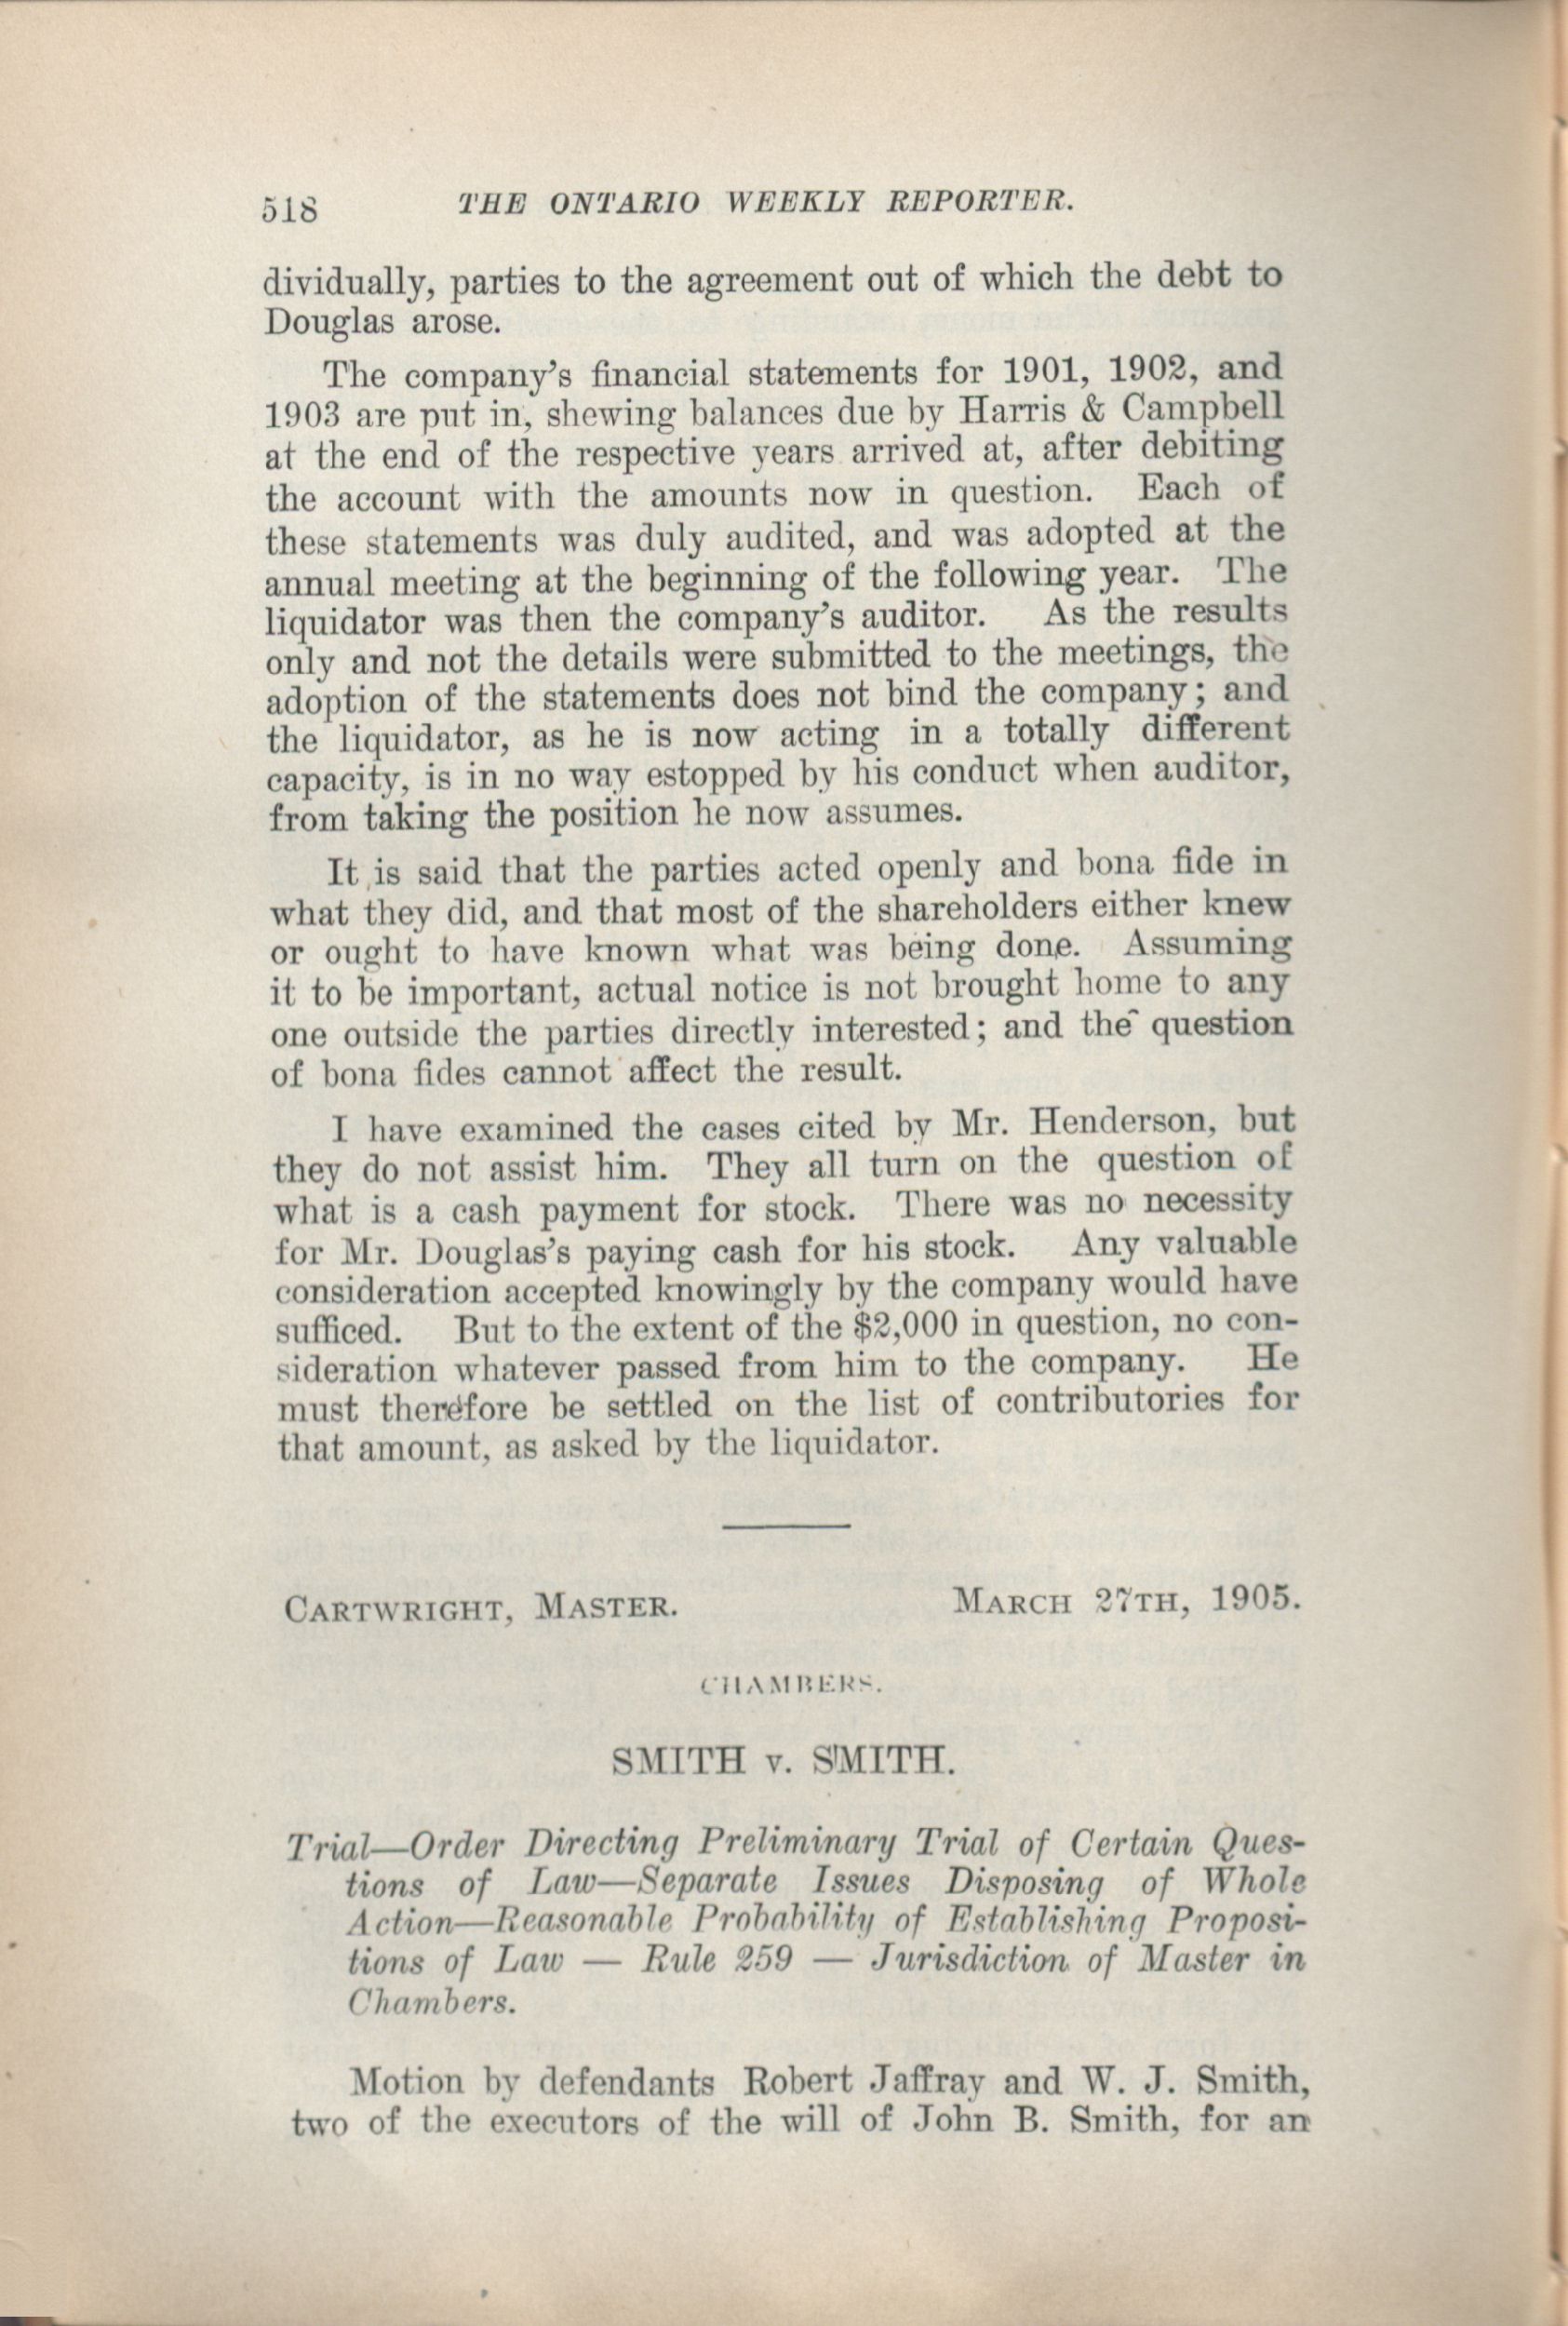 518 THE ONTARIO WEEKLY REPORTER.
dividually, parties to the agreement out of which the debt to
Douglas arose.
The company's financial statements for 1901, 1902, and
1903 are put in, shewing balances due by Harris & Campbell
at the end of the respective years arrived at, after debiting
the account with the amounts now in question. Each of
these statements was duly audited, and was adopted at the
annual meeting at the beginning of the following year. The
liquidator was then the company's auditor. As the results
only and not the details were submitted to the meetings, the
adoption of the statements does not bind the company; and
the liquidator, as he is now acting in a totally different
capacity, is in no way estopped by his conduct when auditor,
from taking the position he now assumes.
It is said that the parties acted openly and bona fide in
what they did, and that most of the shareholders either knew
or ought to have known what was being done. Assuming
it to be important, actual notice is not brought home to any
one outside the parties directly interested; and the question
of bona fides cannot affect the result.
I have examined the cases cited by Mr. Henderson, but
they do not assist him. They all turn on the question of
what is a cash payment for stock. There was no necessity
for Mr. Douglas's paying cash for his stock. Any valuable
consideration accepted knowingly by the company would have
sufficed. But to the extent of the $2,000 in question, no con-
sideration whatever passed from him to the company. He
must therefore be settled on the list of contributories for
that amount, as asked by the liquidator.
CARTWRIGHT, MASTER. MARCH 27TH, 1905.
CHAMBERS.
SMITH v. SMITH.
Trial—Order Directing Preliminary Trial of Certain Ques-
tions of Law—Separate Issues Disposing of Whole
Action—Reasonable Probability of Establishing Proposi-
tions of Law — Rule 259 — Jurisdiction of Master in
Chambers.
Motion by defendants Robert Jaffray and W. J. Smith,
two of the executors of the will of John B. Smith, for an